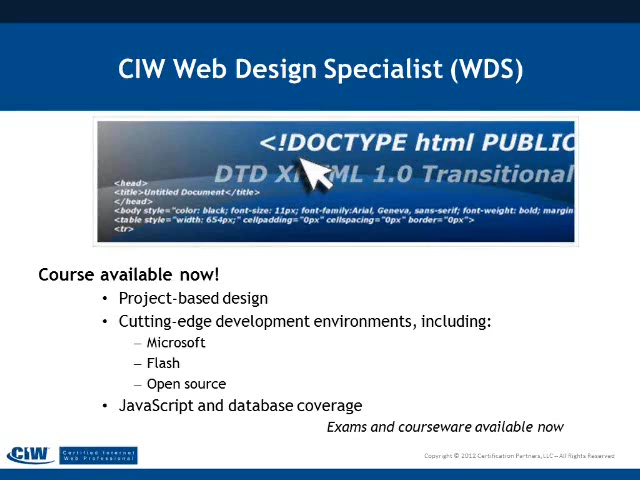 CIW Web Design Specialist (WDS)
<!DOCTYPE html PUBLIC
DTD XHTML 1.0 Transitional
<head>
<title>Untitled Document</title>
</head>
<body style="color: black; font-size: 11px; font-family:Arial, Geneva, sans-serif; font-weight: bold; margin
<table style="width: 654px;" cellpadding="0px" cellspacing="0px" border="0px">
<tr>
Course available now!
• Project-based design
• Cutting-edge development environments, including:
– Microsoft
– Flash
– Open source
• JavaScript and database coverage
Exams and courseware available now
CIW
Certified Internet
Web Professional
Copyright © 2012 Certification Partners, LLC – All Rights Reserved